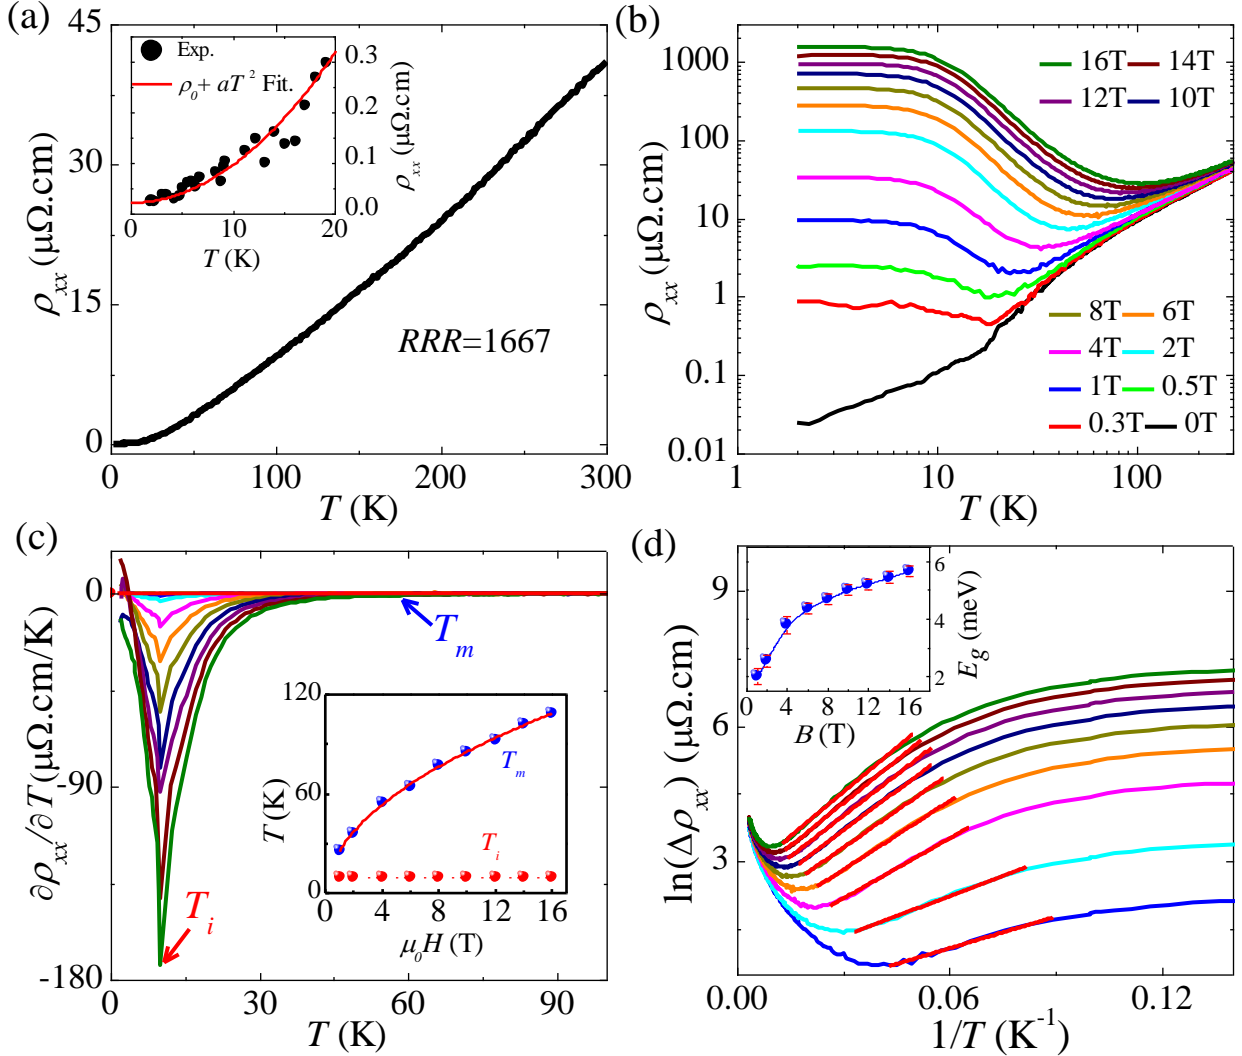 (a)
45
30
15
0
ρxx (μΩ.cm)
0
100
200
300
T (K)
RRR=1667
Exp.
ρ0+ aT 2 Fit.
0.3
0.2
0.1
0.0
ρxx (μΩ.cm)
0
10
20
T (K)
(b)
1000
100
10
1
0.1
0.01
ρxx (μΩ.cm)
1
10
100
T (K)
16T 14T
12T 10T
8T 6T
4T 2T
1T 0.5T
0.3T 0T
(c)
0
-90
-180
∂ρxx/∂T (μΩ.cm/K)
0
30
60
90
T (K)
Tm
Ti
120
60
0
T (K)
Tm
Ti
0
4
8
12
16
μ0H (T)
(d)
9
6
3
ln(Δρxx) (μΩ.cm)
0.00
0.06
0.12
1/T (K-1)
6
4
2
Eg (meV)
0
4
8
12
16
B (T)